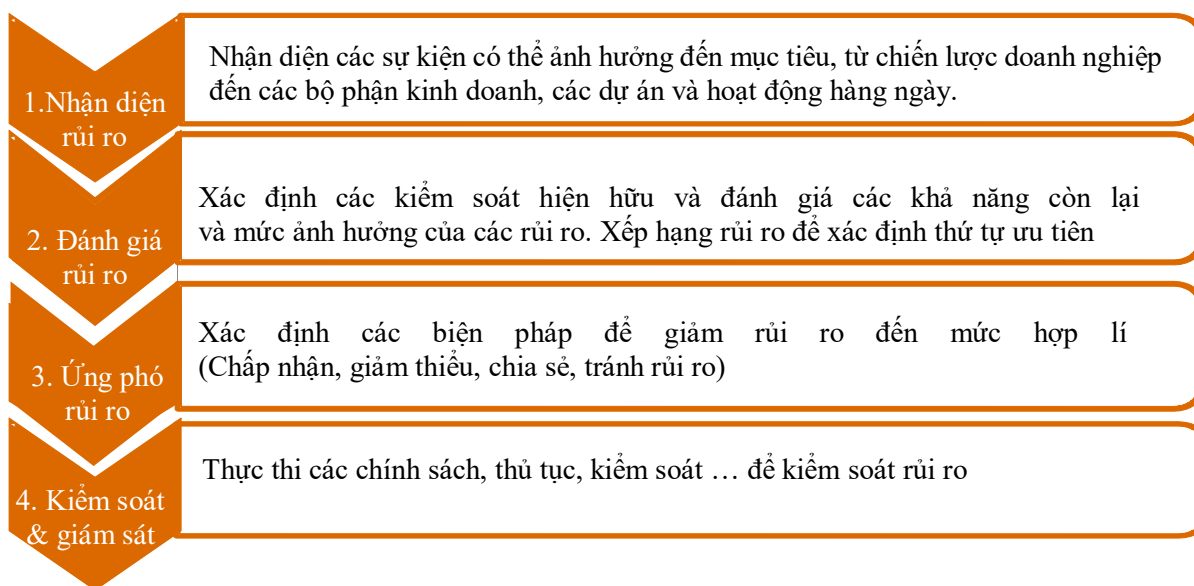 1.Nhận diện
rủi ro
Nhận diện các sự kiện có thể ảnh hưởng đến mục tiêu, từ chiến lược doanh nghiệp
đến các bộ phận kinh doanh, các dự án và hoạt động hàng ngày.
2. Đánh giá
rủi ro
Xác định các kiểm soát hiện hữu và đánh giá các khả năng còn lại
và mức ảnh hưởng của các rủi ro. Xếp hạng rủi ro để xác định thứ tự ưu tiên
3. Ứng phó
rủi ro
Xác định các biện pháp để giảm rủi ro đến mức hợp lí
(Chấp nhận, giảm thiểu, chia sẻ, tránh rủi ro)
4. Kiểm soát
& giám sát
Thực thi các chính sách, thủ tục, kiểm soát … để kiểm soát rủi ro